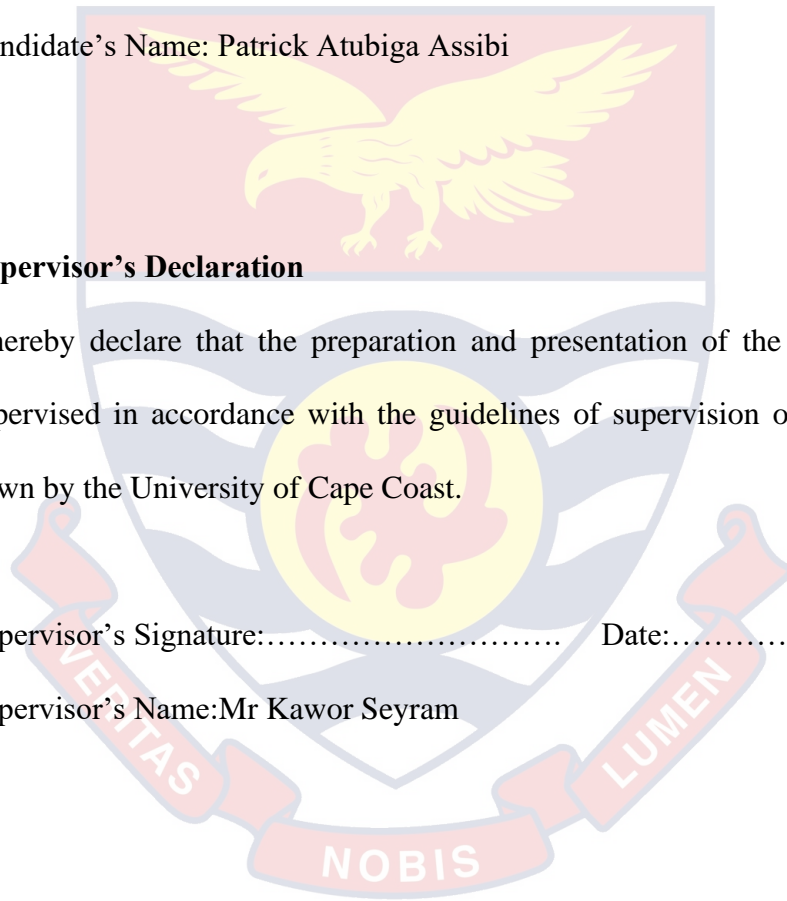 ndidate’s Name: Patrick Atubiga Assibi
pervisor’s Declaration
hereby declare that the preparation and presentation of the
pervised in accordance with the guidelines of supervision o
wn by the University of Cape Coast.
pervisor’s Signature:………………………. Date:…………
pervisor’s Name:Mr Kawor Seyram
VERITAS
NOBIS
LUMEN